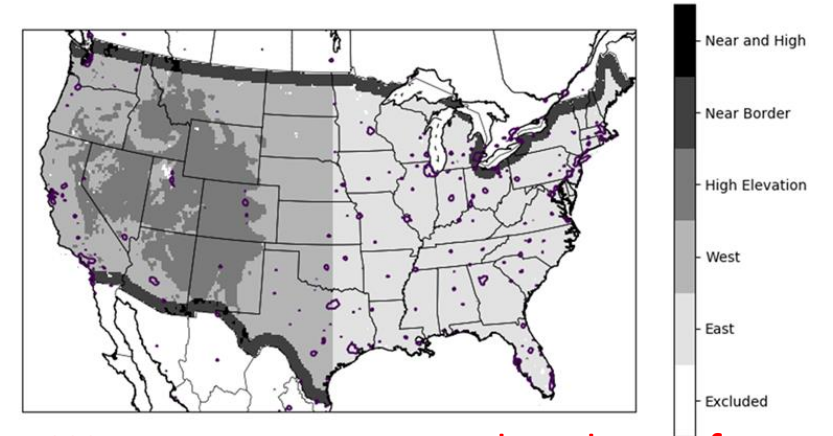 Near and High
Near Border
High Elevation
West
East
Excluded